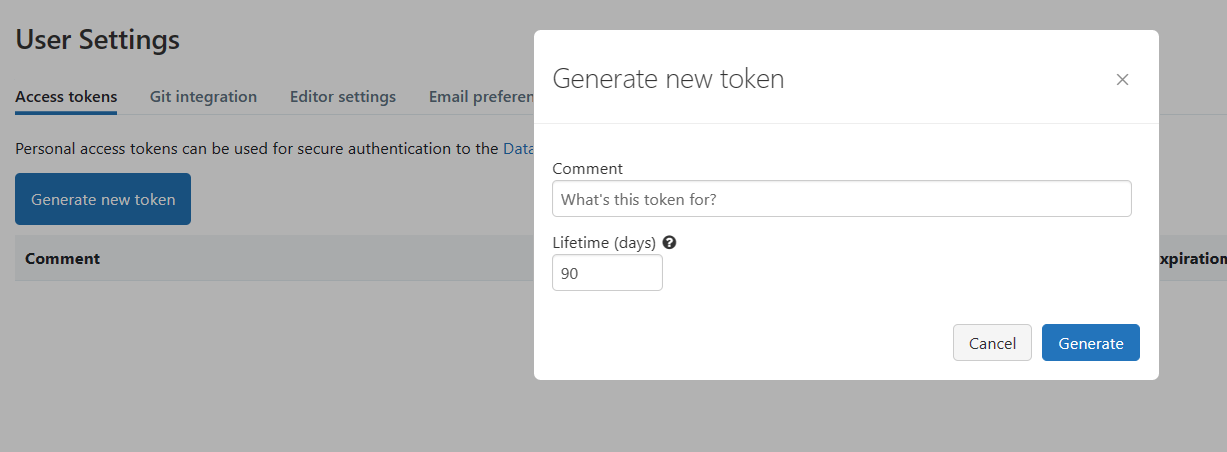 User Settings
Access tokens Git integration Editor settings Email preferen
Personal access tokens can be used for secure authentication to the Data
Generate new token
Comment xpiration
Generate new token
Comment
What's this token for?
Lifetime (days)
90
Cancel Generate